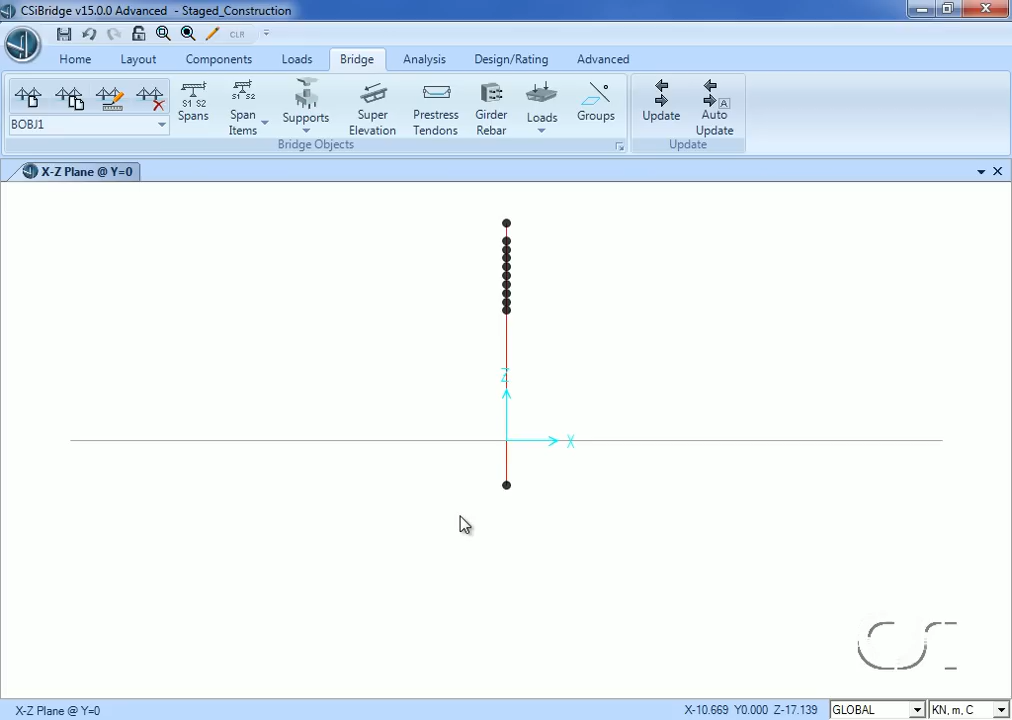 CSiBridge v15.0.0 Advanced - Staged_Construction
CLR
Home Layout Components Loads Bridge Analysis Design/Rating Advanced
BOBJ1
S1 S2
Spans
S1 S2
Span
Items
Supports
Super
Elevation
Prestress
Tendons
Girder
Rebar
Loads
Groups
Update
A
Auto
Update
Bridge Objects
Update
X-Z Plane @ Y=0
Z
X
CSI
X-Z Plane @ Y=0
X-10.669 Y0.000 Z-17.139
GLOBAL
KN, m, C